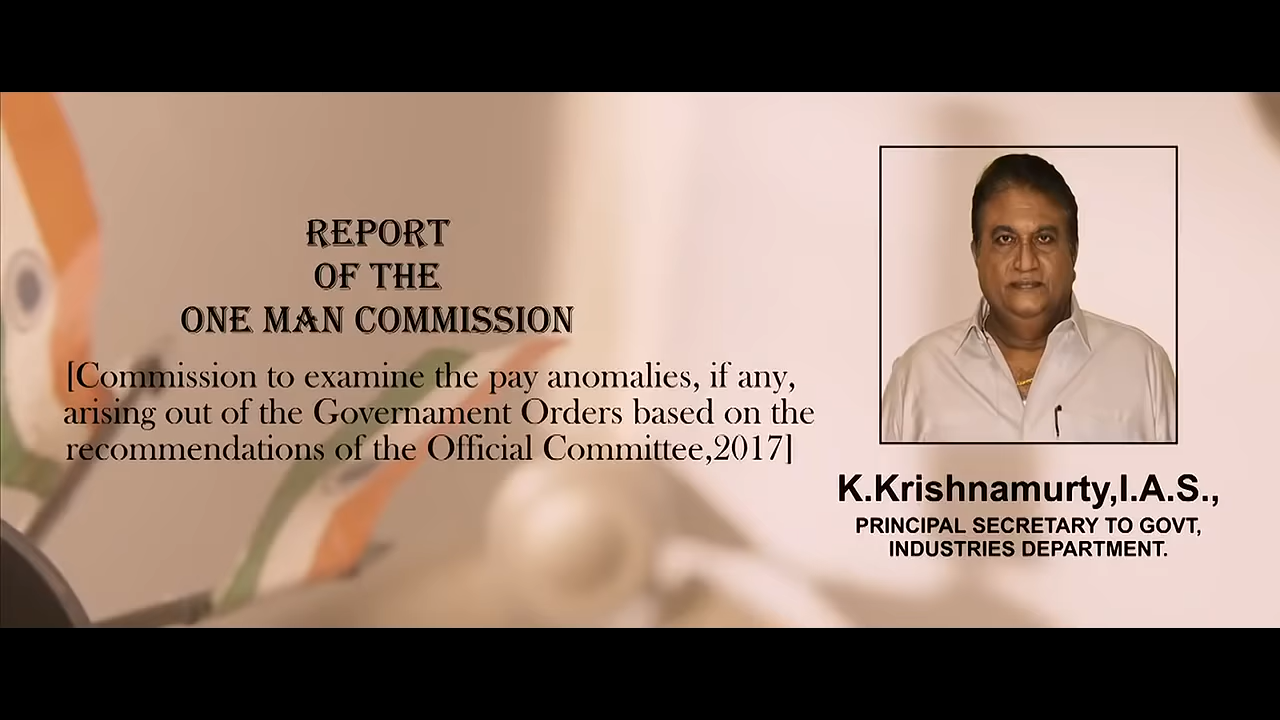 REPORT
OF THE
ONE MAN COMMISSION
[Commission to examine the pay anomalies, if any,
arising out of the Governament Orders based on the
recommendations of the Official Committee,2017]
K.Krishnamurty,I.A.S.,
PRINCIPAL SECRETARY TO GOVT,
INDUSTRIES DEPARTMENT.